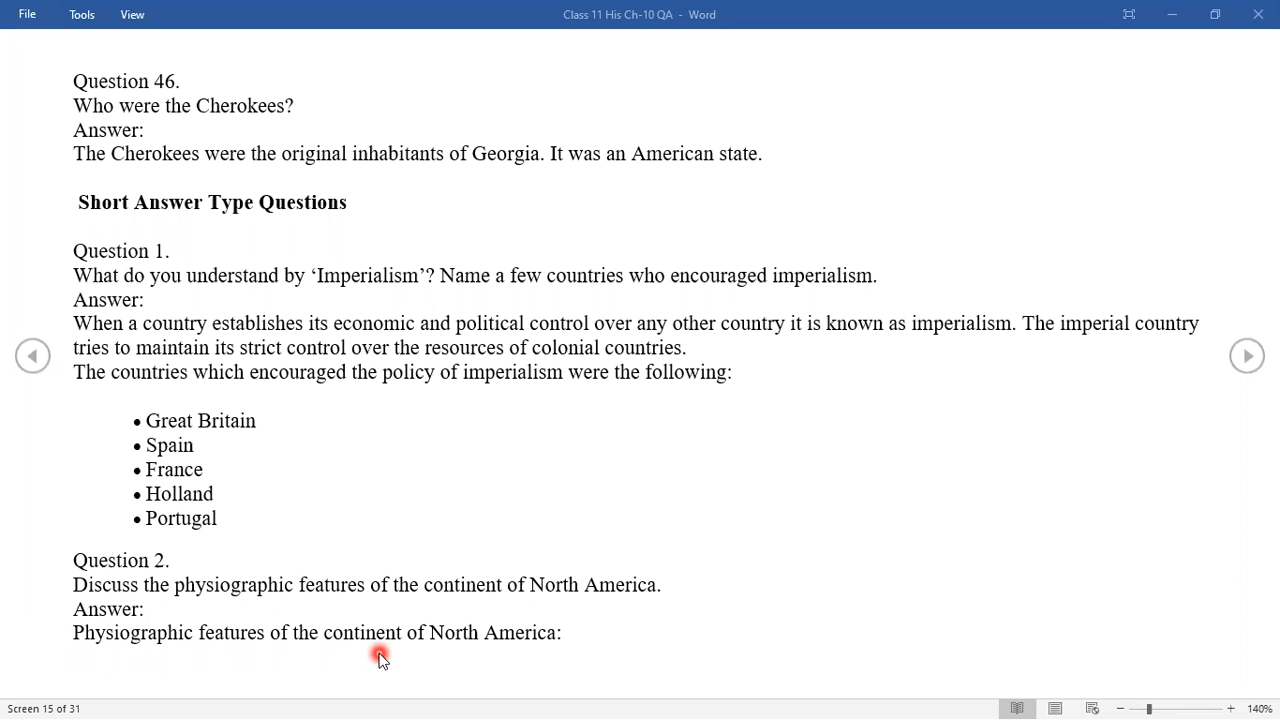 File Tools View Class 11 His Ch-10 QA - Word
Question 46.
Who were the Cherokees?
Answer:
The Cherokees were the original inhabitants of Georgia. It was an American state.
Short Answer Type Questions
Question 1.
What do you understand by ‘Imperialism’? Name a few countries who encouraged imperialism.
Answer:
When a country establishes its economic and political control over any other country it is known as imperialism. The imperial country
tries to maintain its strict control over the resources of colonial countries.
The countries which encouraged the policy of imperialism were the following:
• Great Britain
• Spain
• France
• Holland
• Portugal
Question 2.
Discuss the physiographic features of the continent of North America.
Answer:
Physiographic features of the continent of North America:
Screen 15 of 31 140%